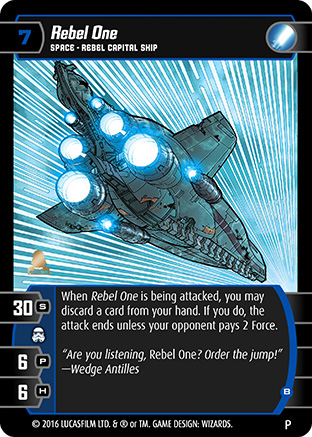 7
Rebel One
SPACE - REBEL CAPITAL SHIP
30 S
When Rebel One is being attacked, you may
discard a card from your hand. If you do, the
attack ends unless your opponent pays 2 Force.
6 P
"Are you listening, Rebel One? Order the jump!"
—Wedge Antilles
6 H
B
© 2016 LUCASFILM LTD. & ® or TM. GAME DESIGN: WIZARDS.
P